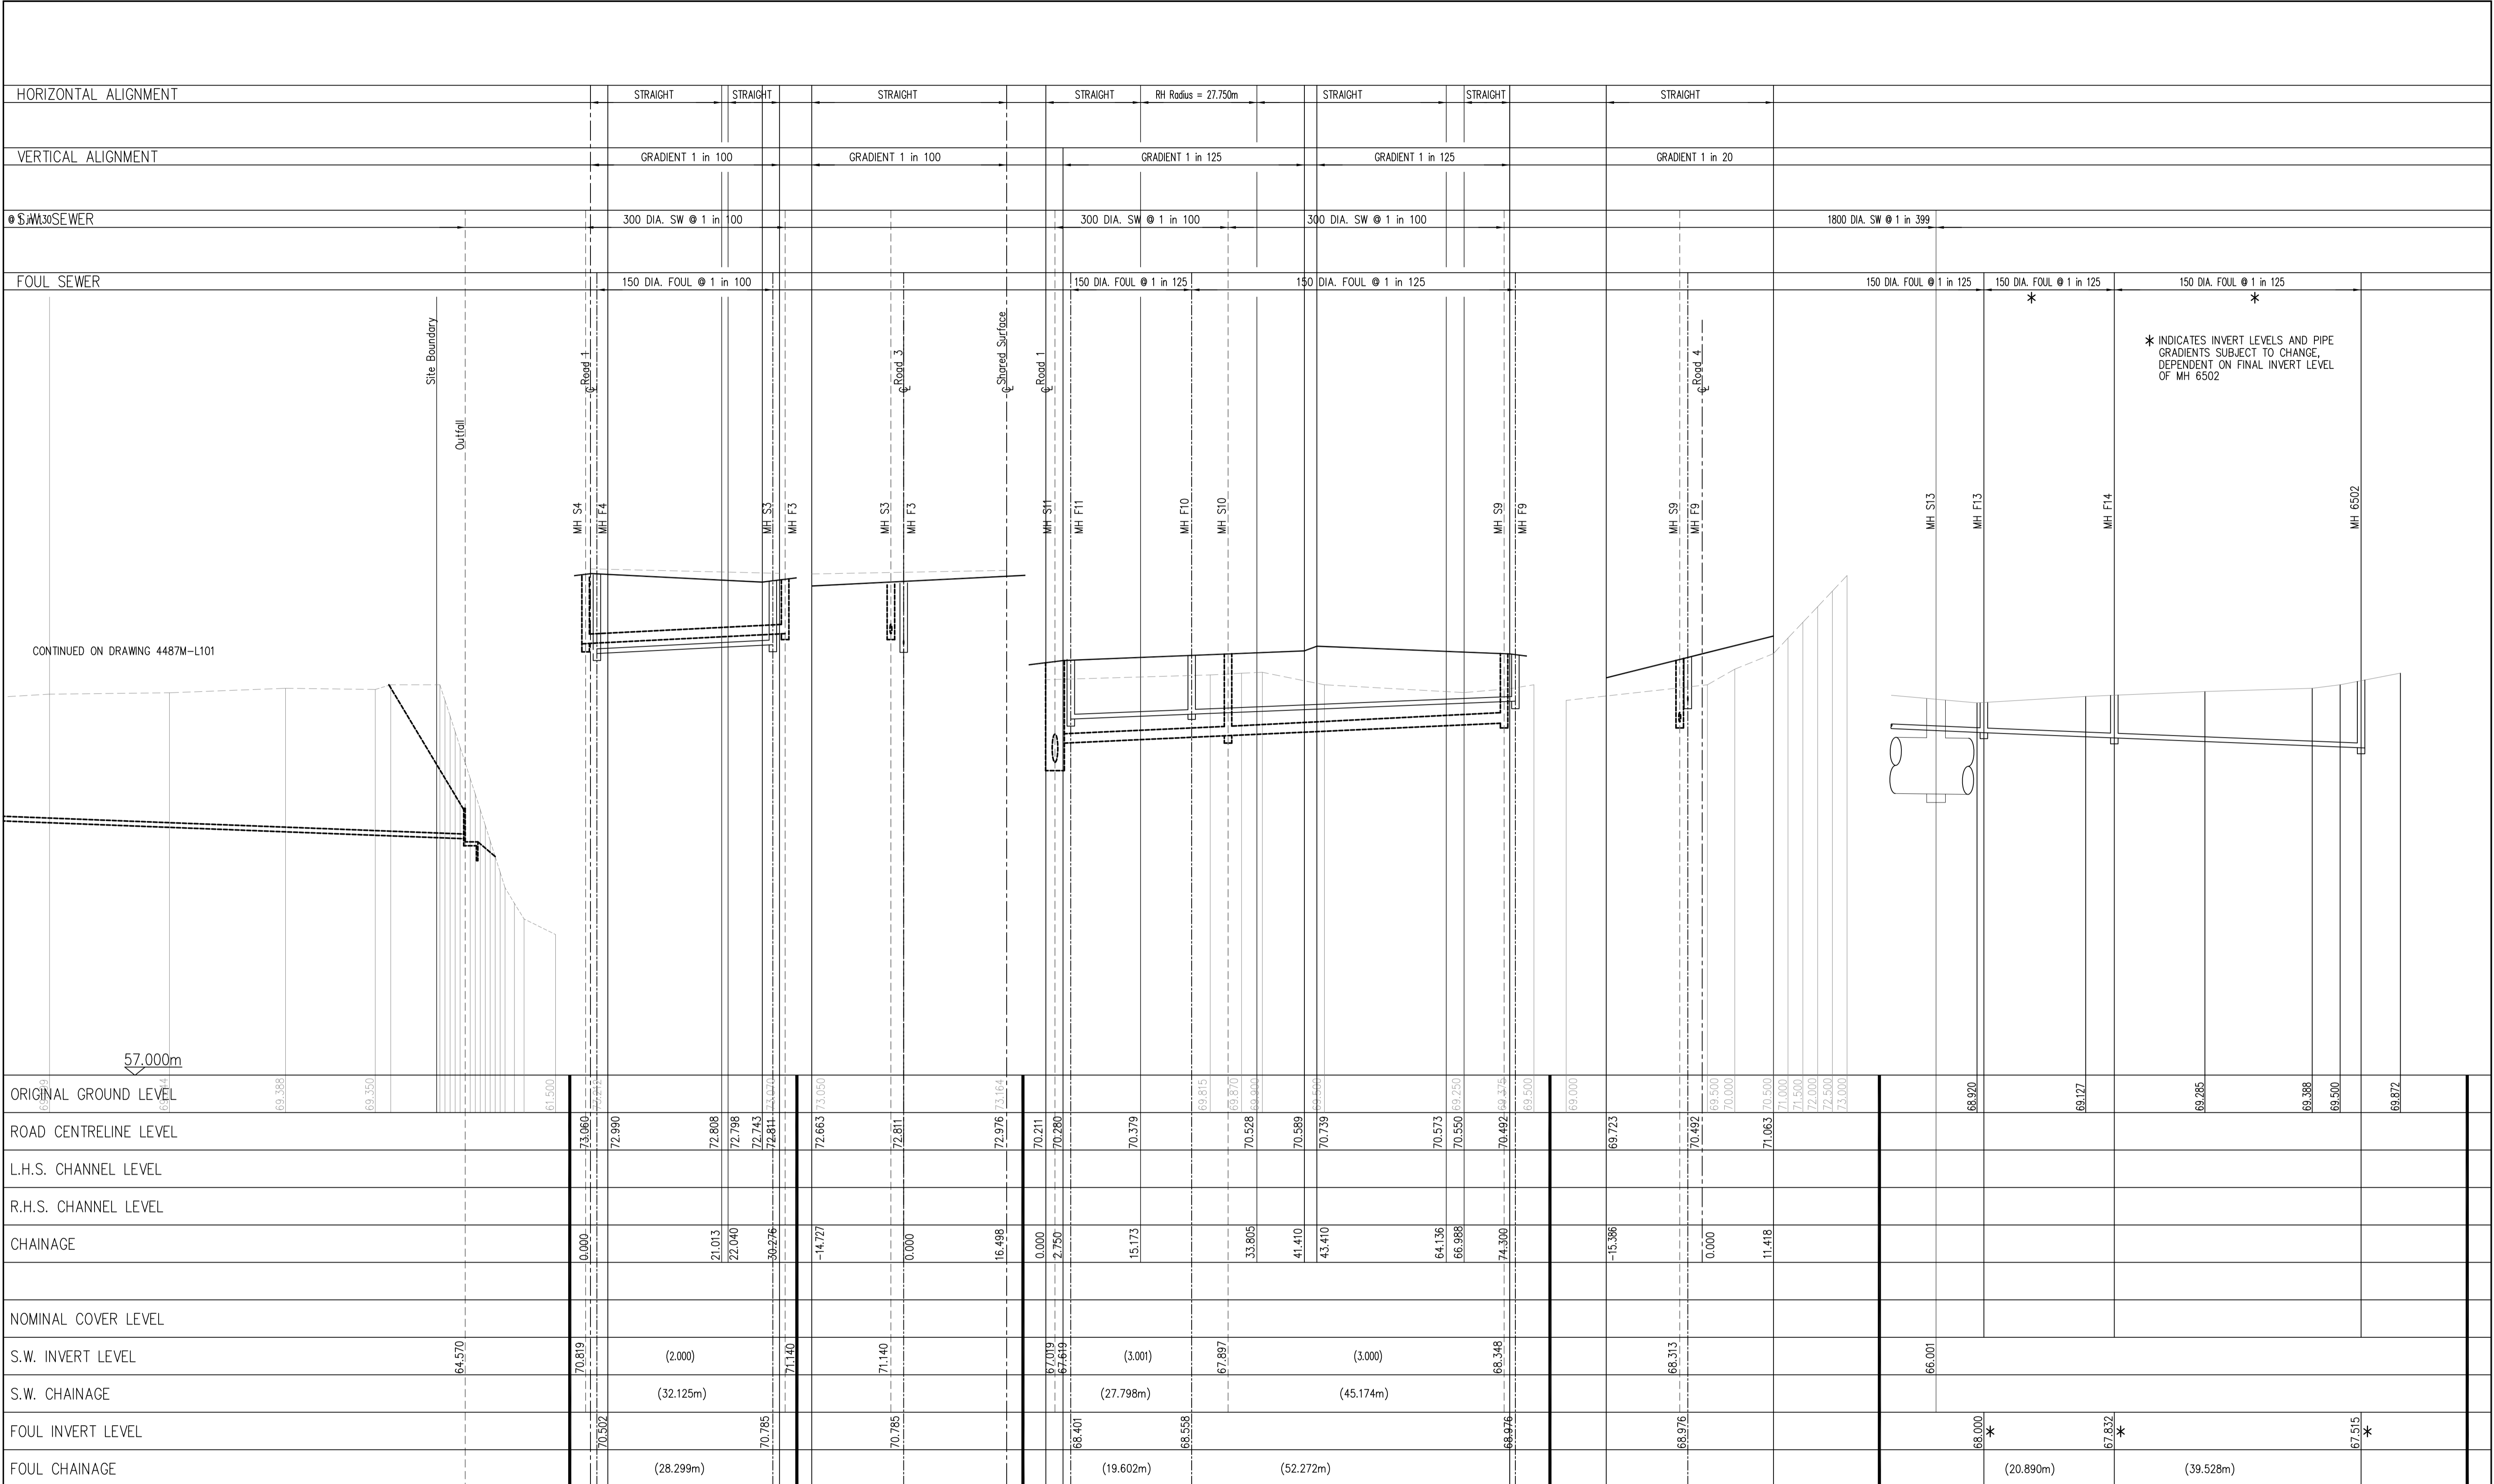 HORIZONTAL ALIGNMENT STRAIGHT STRAIGHT STRAIGHT STRAIGHT RH Radius = 27.750m STRAIGHT STRAIGHT STRAIGHT
VERTICAL ALIGNMENT GRADIENT 1 in 100 GRADIENT 1 in 100 GRADIENT 1 in 125 GRADIENT 1 in 125 GRADIENT 1 in 20
S.W. SEWER 300 DIA. SW @ 1 in 100 300 DIA. SW @ 1 in 100 300 DIA. SW @ 1 in 100 1800 DIA. SW @ 1 in 399
FOUL SEWER 150 DIA. FOUL @ 1 in 100 150 DIA. FOUL @ 1 in 125 150 DIA. FOUL @ 1 in 125 150 DIA. FOUL @ 1 in 125 150 DIA. FOUL @ 1 in 125 150 DIA. FOUL @ 1 in 125
* *
Site Boundary
Outfall
℄ Road 1
℄ Road 3
℄ Shared Surface
℄ Road 1
℄ Road 4
* INDICATES INVERT LEVELS AND PIPE
GRADIENTS SUBJECT TO CHANGE,
DEPENDENT ON FINAL INVERT LEVEL
OF MH 6502
MH S4 MH F4 MH S3 MH F3 MH S3 MH F3 MH S11 MH F11 MH F10 MH S10 MH S9 MH F9 MH S9 MH F9 MH S13 MH F13 MH F14 MH 6502
CONTINUED ON DRAWING 4487M-L101
57.000m
ORIGINAL GROUND LEVEL 69.388 69.350 61.500 73.070 73.050 73.164 69.815 69.870 69.900 69.500 69.250 69.375 69.500 69.000 69.500 70.000 70.500 71.000 71.500 72.000 72.500 73.000 68.920 69.127 69.285 69.388 69.500 69.872
ROAD CENTRELINE LEVEL 73.060 72.990 72.808 72.798 72.743 72.811 72.663 72.811 72.976 70.211 70.280 70.379 70.528 70.589 70.739 70.573 70.550 70.492 69.723 70.492 71.063
L.H.S. CHANNEL LEVEL
R.H.S. CHANNEL LEVEL
CHAINAGE 0.000 21.013 22.040 30.276 -14.727 0.000 16.498 0.000 2.750 15.173 33.805 41.410 43.410 64.136 66.988 74.300 -15.386 0.000 11.418
NOMINAL COVER LEVEL
S.W. INVERT LEVEL 64.570 70.819 (2.000) 71.140 71.140 67.019 67.619 (3.001) 67.897 (3.000) 68.348 68.313 66.001
S.W. CHAINAGE (32.125m) (27.798m) (45.174m)
FOUL INVERT LEVEL 70.502 70.785 70.785 68.401 68.558 68.976 68.976 68.000 * 67.832 * 67.515 *
FOUL CHAINAGE (28.299m) (19.602m) (52.272m) (20.890m) (39.528m)